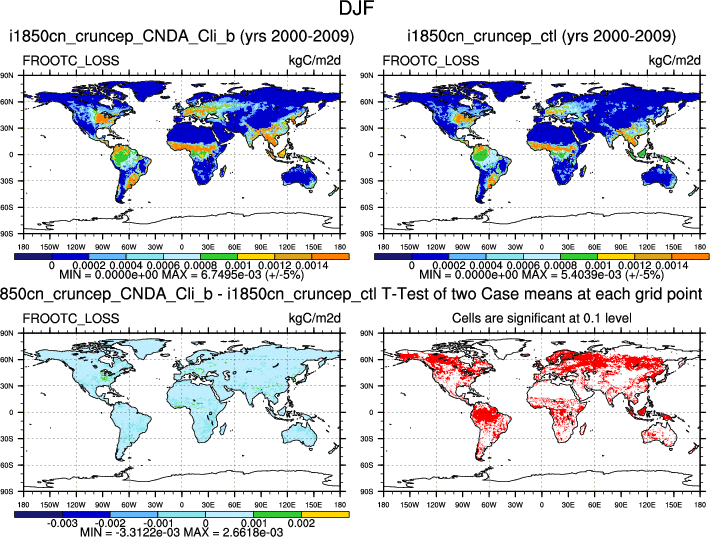 DJF
i1850cn_cruncep_CNDA_Cli_b (yrs 2000-2009)
i1850cn_cruncep_ctl (yrs 2000-2009)
FROOTC_LOSS kgC/m2d
FROOTC_LOSS kgC/m2d
90N
60N
30N
0
30S
60S
90S
180 150W 120W 90W 60W 30W 0 30E 60E 90E 120E 150E 180
90N
60N
30N
0
30S
60S
90S
180 150W 120W 90W 60W 30W 0 30E 60E 90E 120E 150E 180
0 0.0002 0.0004 0.0006 0.0008 0.001 0.0012 0.0014
MIN = 0.0000e+00 MAX = 6.7495e-03 (+/-5%)
0 0.0002 0.0004 0.0006 0.0008 0.001 0.0012 0.0014
MIN = 0.0000e+00 MAX = 5.4039e-03 (+/-5%)
850cn_cruncep_CNDA_Cli_b - i1850cn_cruncep_ctl
T-Test of two Case means at each grid point
FROOTC_LOSS kgC/m2d
Cells are significant at 0.1 level
90N
60N
30N
0
30S
60S
90S
180 150W 120W 90W 60W 30W 0 30E 60E 90E 120E 150E 180
90N
60N
30N
0
30S
60S
90S
180 150W 120W 90W 60W 30W 0 30E 60E 90E 120E 150E 180
-0.003 -0.002 -0.001 0 0.001 0.002
MIN = -3.3122e-03 MAX = 2.6618e-03